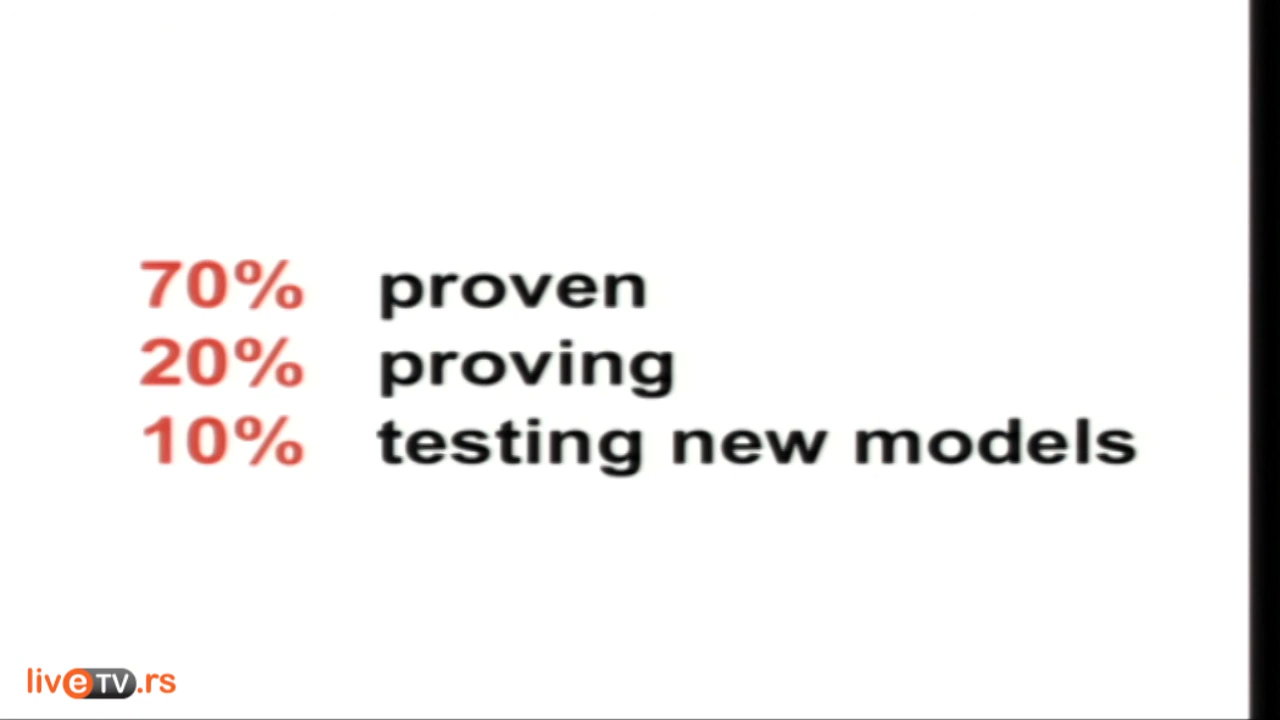 70% proven
20% proving
10% testing new models
livetv.rs